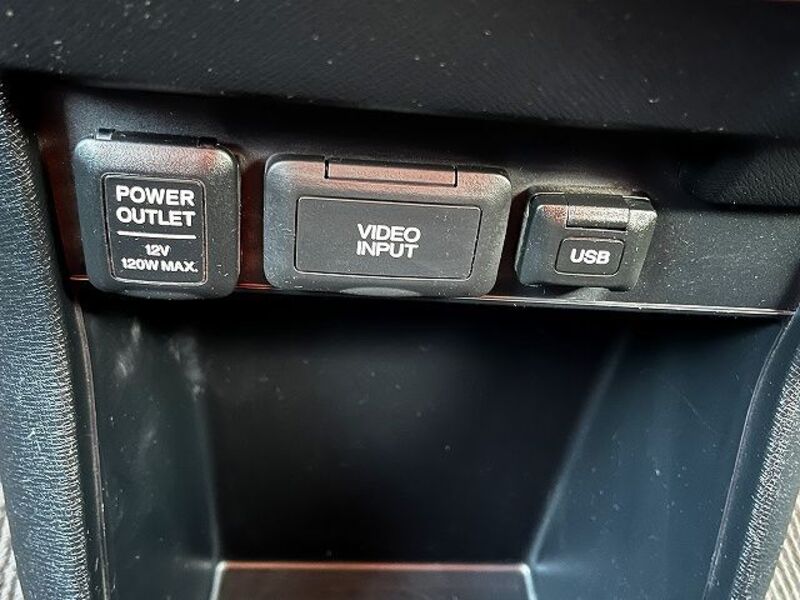 POWER
OUTLET
12V
120W MAX.
VIDEO
INPUT
USB